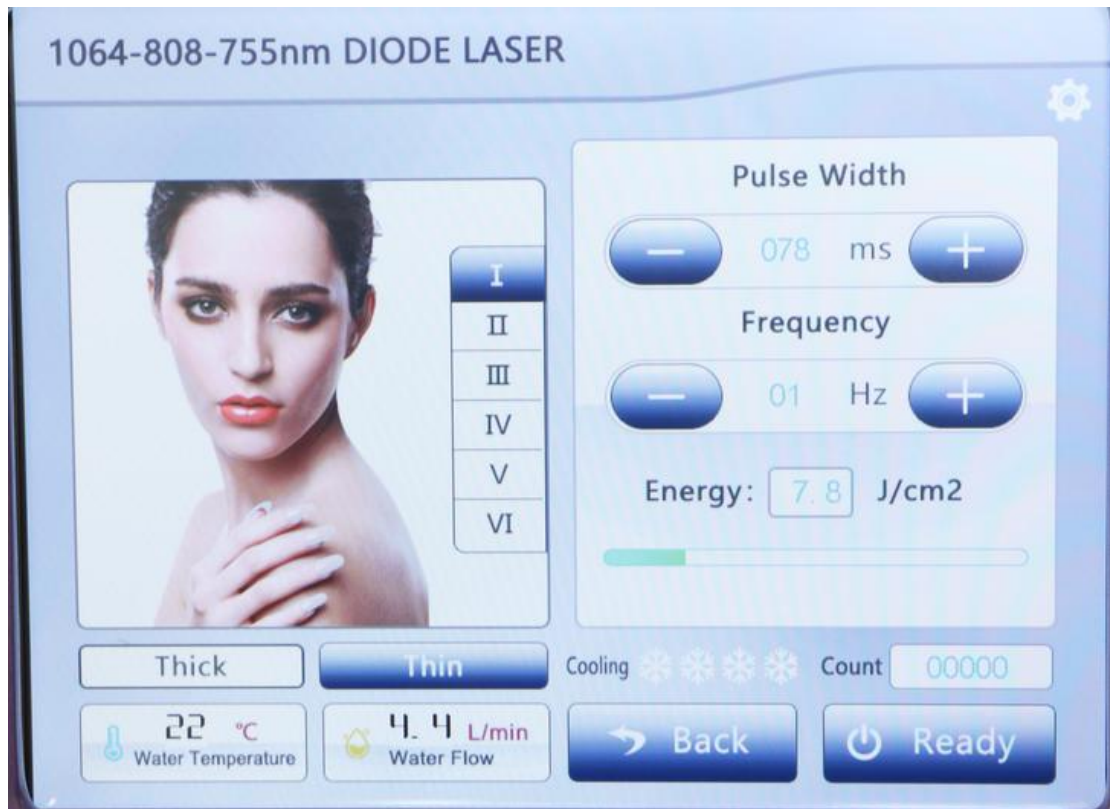 1064-808-755nm DIODE LASER
Pulse Width
078 ms
Frequency
01 Hz
Energy: 7.8 J/cm2
I
II
III
IV
V
VI
Thick
Thin
Cooling
Count 00000
22 °C
Water Temperature
4.4 L/min
Water Flow
Back
Ready